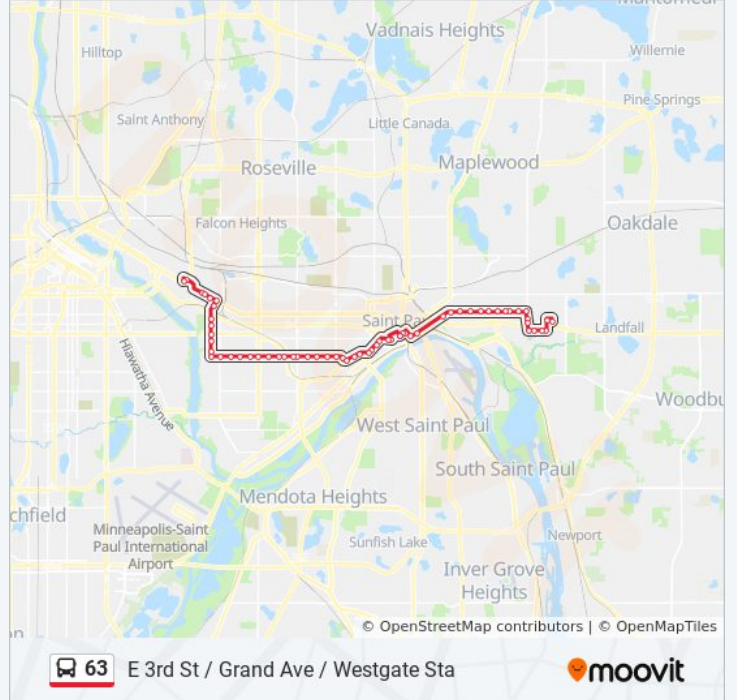 Vadnais Heights
Hilltop
Willernie
Pine Springs
Saint Anthony
Little Canada
Roseville
Maplewood
Falcon Heights
Oakdale
Saint Pa
Landfall
Hiawatha Avenue
Woodbu
West Saint Paul
South Saint Paul
Mendota Heights
chfield
Minneapolis-Saint
Paul International
Airport
Sunfish Lake
Newport
Inver Grove
Heights
© OpenStreetMap contributors | © OpenMapTiles
63 E 3rd St / Grand Ave / Westgate Sta
moovit